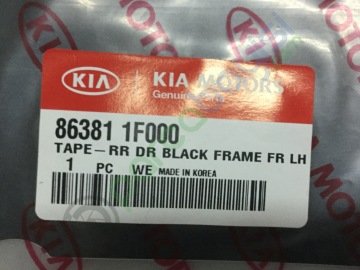 KIA KIA MOTORS
Genuine
86381 1F000
TAPE-RR DR BLACK FRAME FR LH
1 PC WE MADE IN KOREA